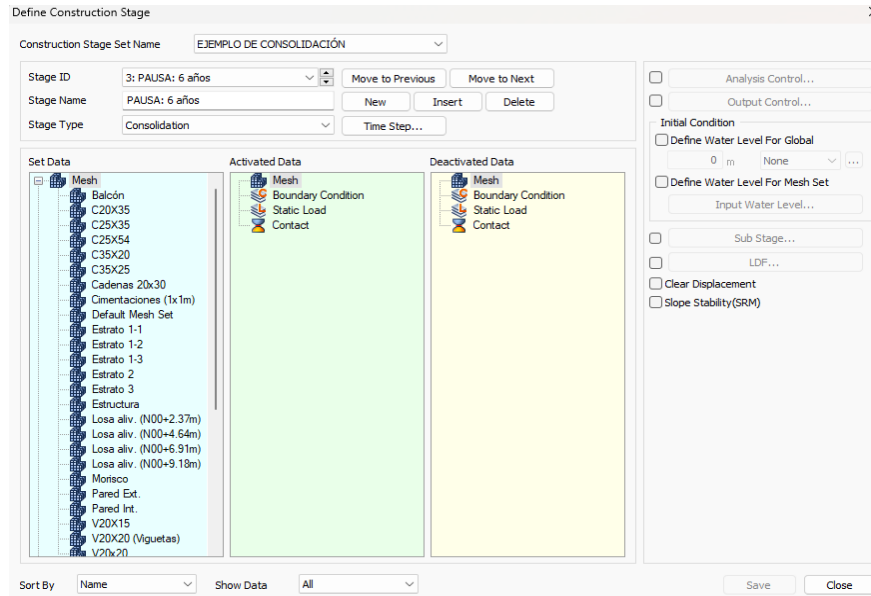 Define Construction Stage
Construction Stage Set Name EJEMPLO DE CONSOLIDACIÓN
Stage ID 3: PAUSA: 6 años Move to Previous Move to Next
Stage Name PAUSA: 6 años New Insert Delete
Stage Type Consolidation Time Step...
Set Data
Mesh
Balcón
C20X35
C25X35
C25X54
C35X20
C35X25
Cadenas 20x30
Cimentaciones (1x1m)
Default Mesh Set
Estrato 1-1
Estrato 1-2
Estrato 1-3
Estrato 2
Estrato 3
Estructura
Losa aliv. (N00+2.37m)
Losa aliv. (N00+4.64m)
Losa aliv. (N00+6.91m)
Losa aliv. (N00+9.18m)
Morisco
Pared Ext.
Pared Int.
V20X15
V20X20 (Viguetas)
V20x20
Activated Data
Mesh
Boundary Condition
Static Load
Contact
Deactivated Data
Mesh
Boundary Condition
Static Load
Contact
Analysis Control...
Output Control...
Initial Condition
Define Water Level For Global
0 m None ...
Define Water Level For Mesh Set
Input Water Level...
Sub Stage...
LDF...
Clear Displacement
Slope Stability(SRM)
Sort By Name Show Data All Save Close